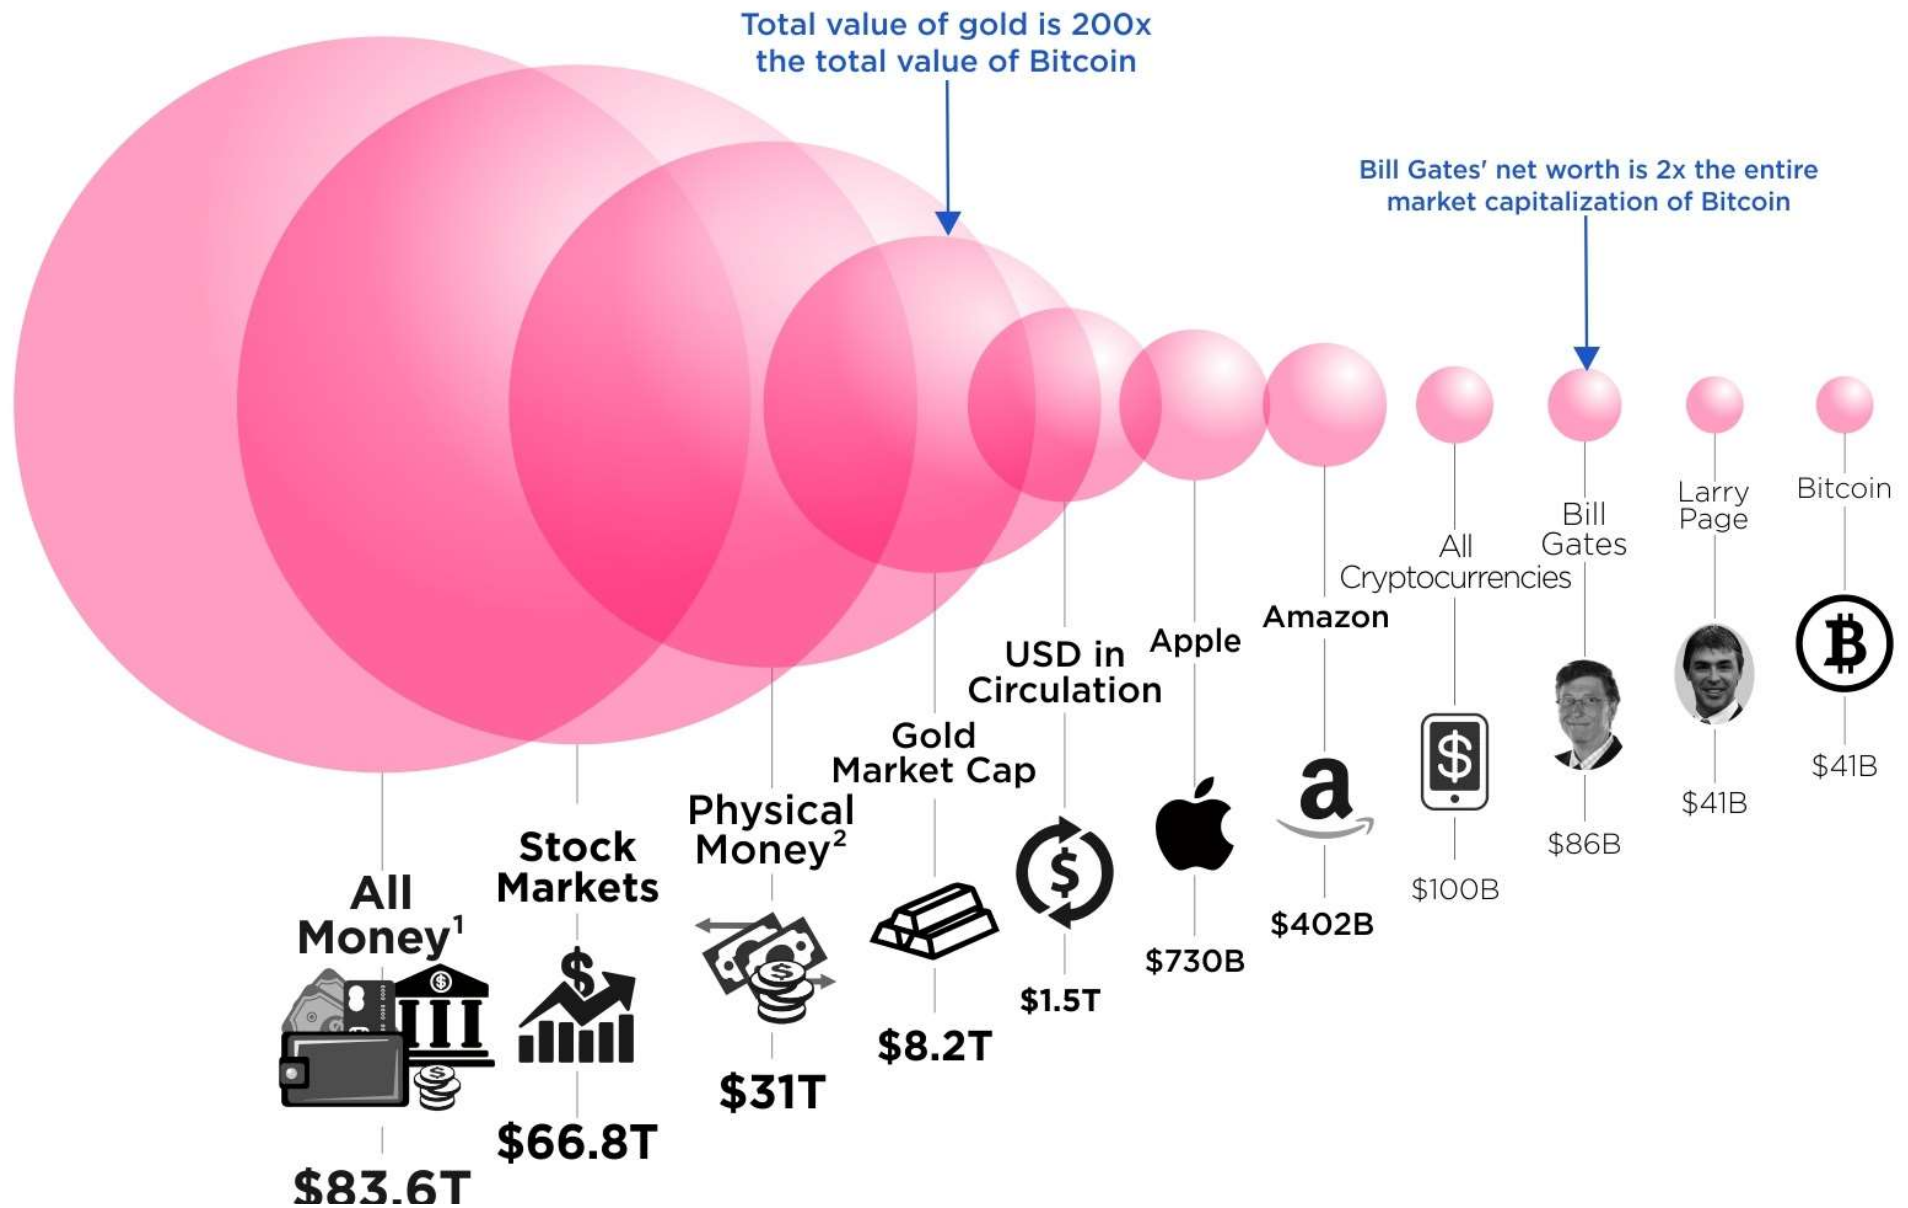 Total value of gold is 200x
the total value of Bitcoin
Bill Gates' net worth is 2x the entire
market capitalization of Bitcoin
All
Money¹
$83.6T
Stock
Markets
$66.8T
Physical
Money²
$31T
Gold
Market Cap
$8.2T
USD in
Circulation
$1.5T
Apple
$730B
Amazon
a
$402B
All
Cryptocurrencies
$100B
Bill
Gates
$86B
Larry
Page
$41B
Bitcoin
$41B